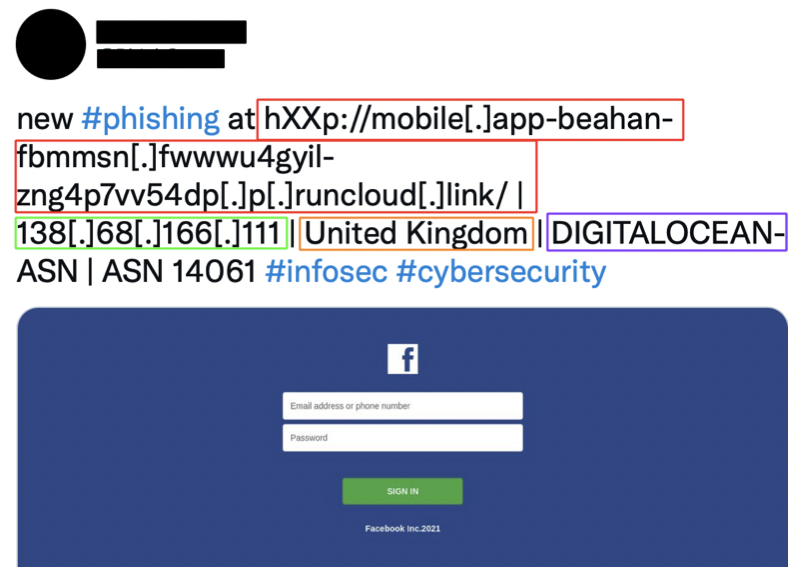 new #phishing at hXXp://mobile[.]app-beahan-
fbmmsn[.]fwwwu4gyil-
zng4p7vv54dp[.]p[.]runcloud[.]link/ |
138[.]68[.]166[.]111 | United Kingdom | DIGITALOCEAN-
ASN | ASN 14061 #infosec #cybersecurity
f
Email address or phone number
Password
SIGN IN
Facebook Inc.2021